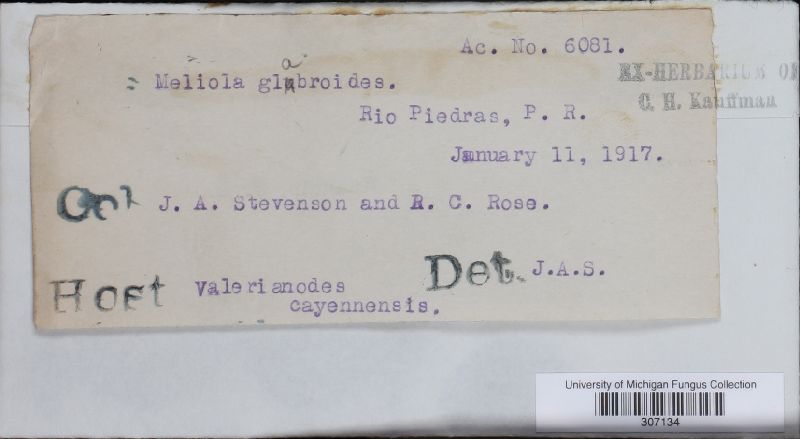 Ac. No. 6081.
Meliola glabroides.
EX-HERBARIUM OF
C. H. Kauffman
Rio Piedras, P. R.
January 11, 1917.
Col J. A. Stevenson and R. C. Rose.
Det. J.A.S.
Host Valerianodes
cayennensis.
University of Michigan Fungus Collection
307134